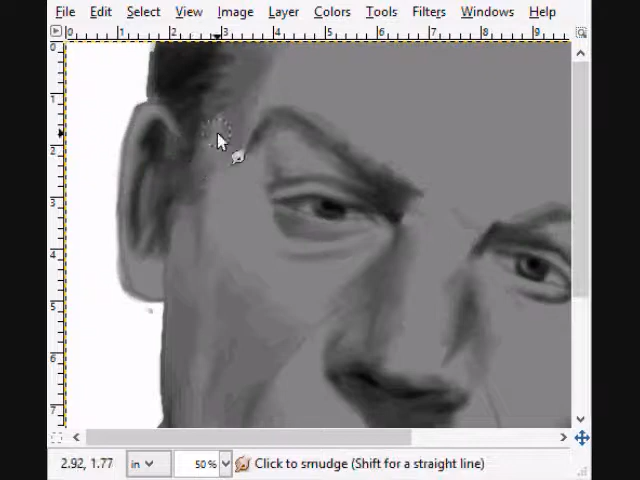 File Edit Select View Image Layer Colors Tools Filters Windows Help
0 1 2 3 4 5 6 7 8 9
0
1
2
3
4
5
6
7
2.92, 1.77 in 50% Click to smudge (Shift for a straight line)